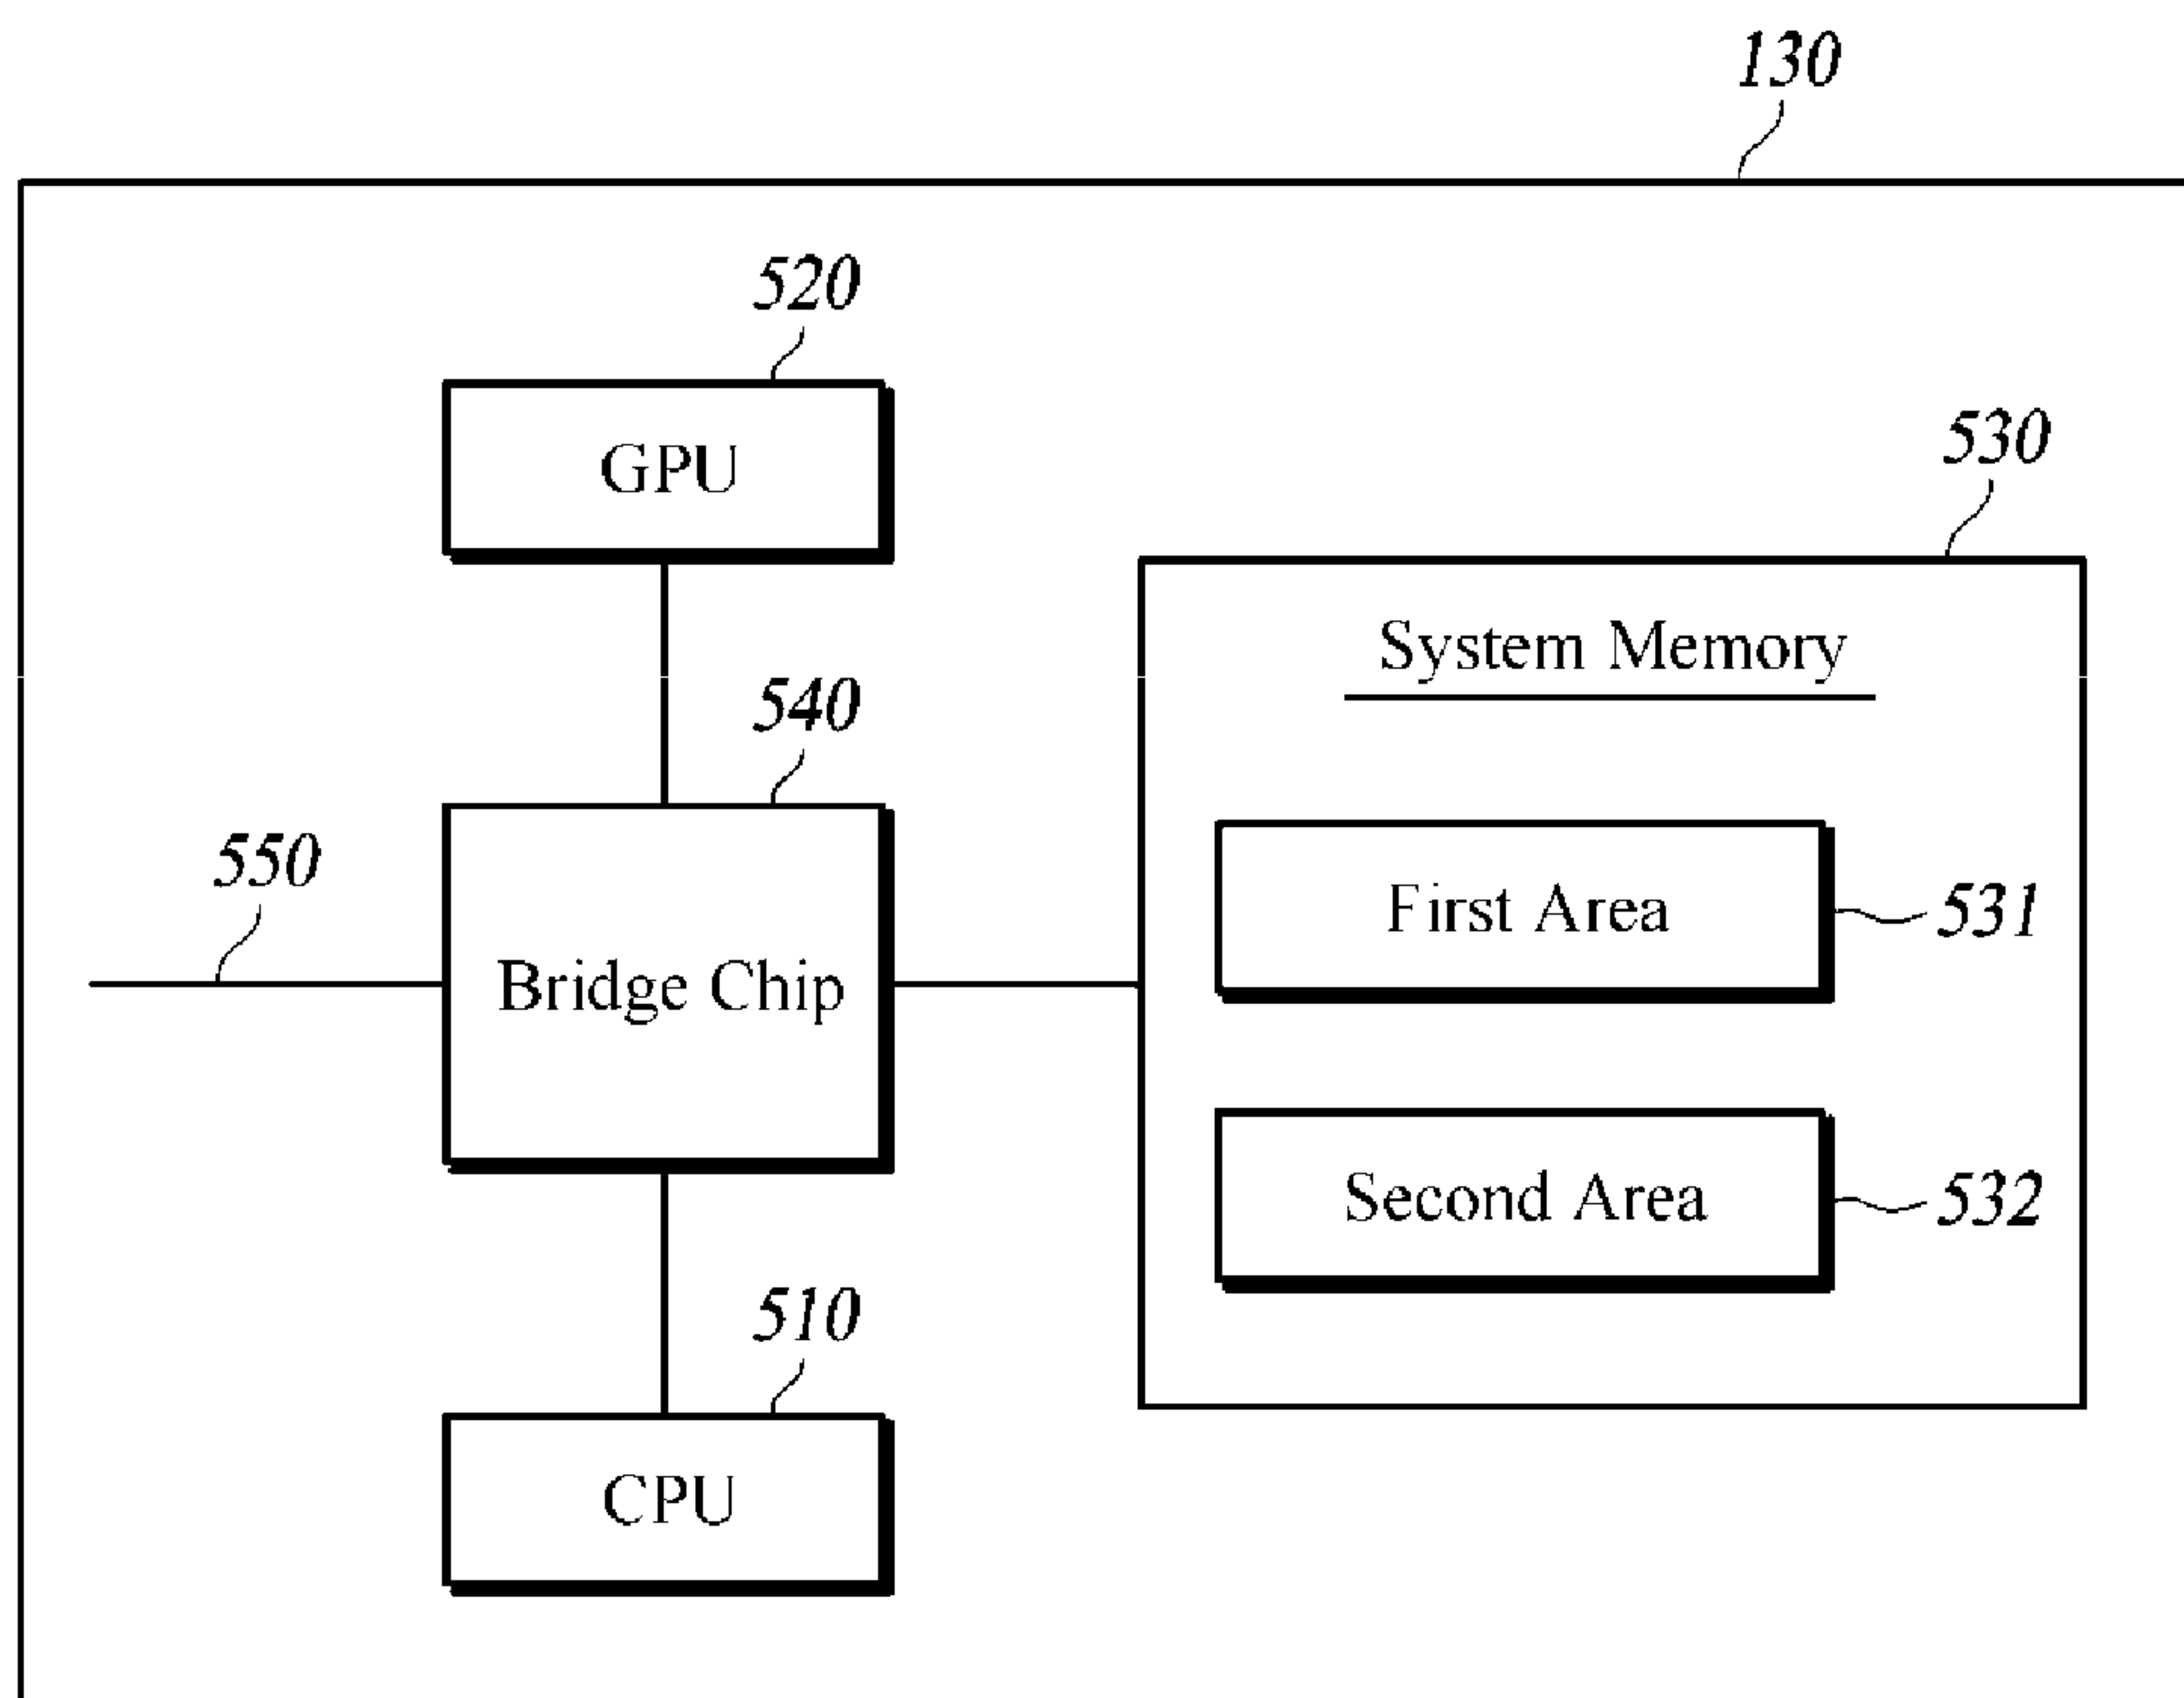 130
520
GPU
530
System Memory
540
550
Bridge Chip
First Area
531
Second Area
532
510
CPU